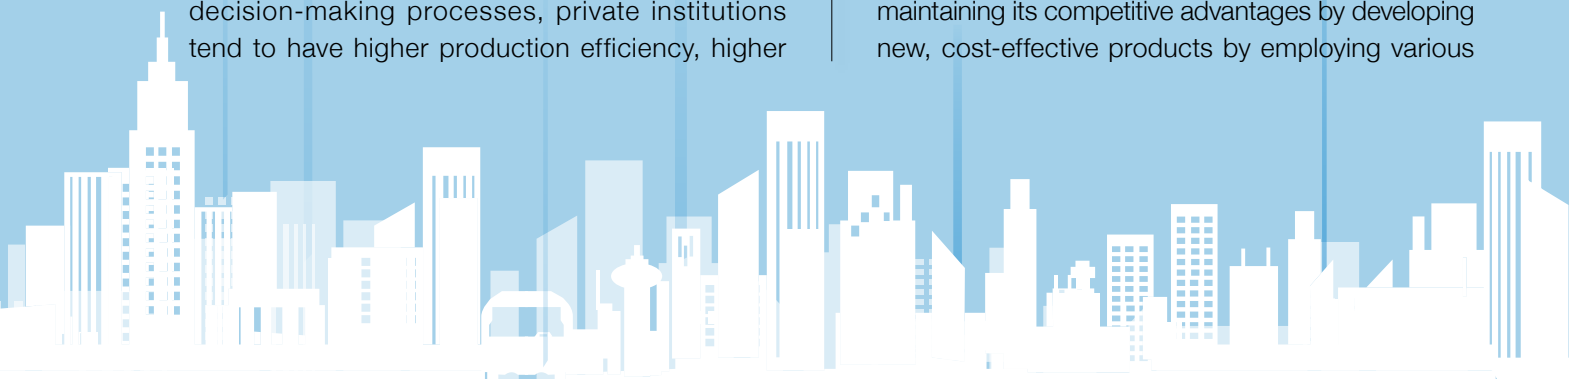 decision-making processes, private institutions
tend to have higher production efficiency, higher
maintaining its competitive advantages by developing
new, cost-effective products by employing various